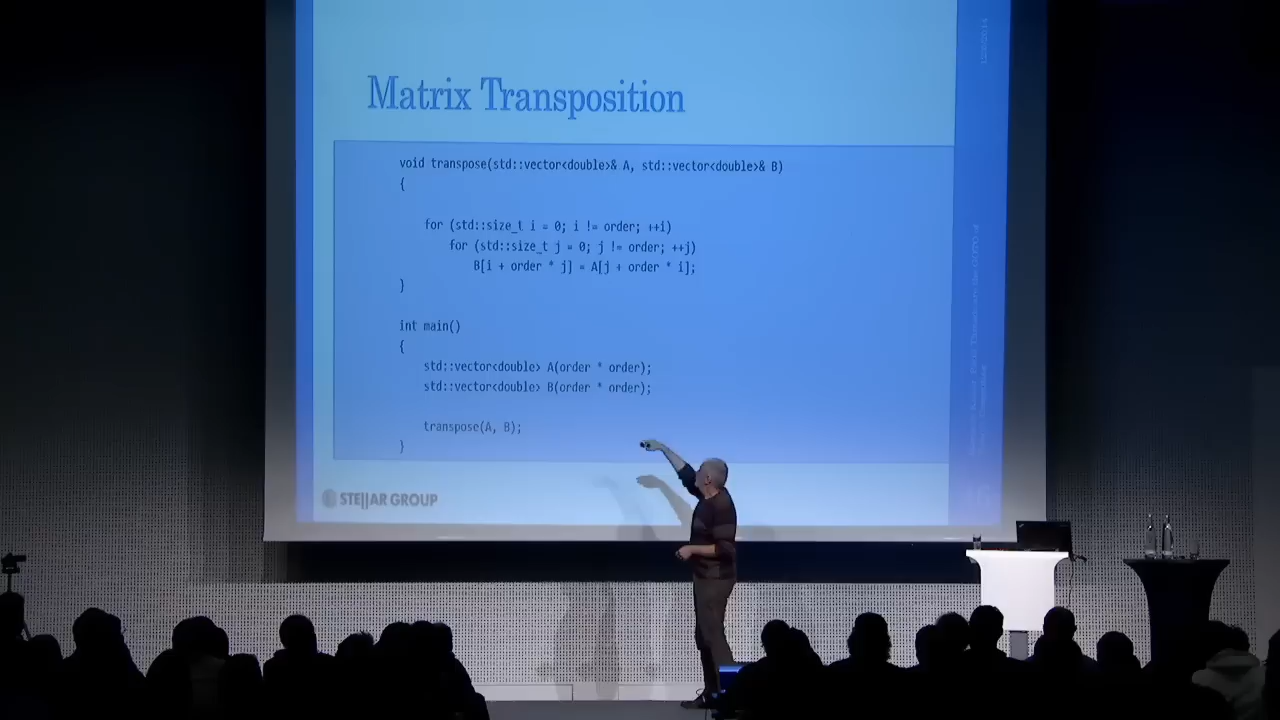 Matrix Transposition
void transpose(std::vector<double>& A, std::vector<double>& B)
{
for (std::size_t i = 0; i != order; ++i)
for (std::size_t j = 0; j != order; ++j)
B[i + order * j] = A[j + order * i];
}
int main()
{
std::vector<double> A(order * order);
std::vector<double> B(order * order);
transpose(A, B);
}
STE||AR GROUP